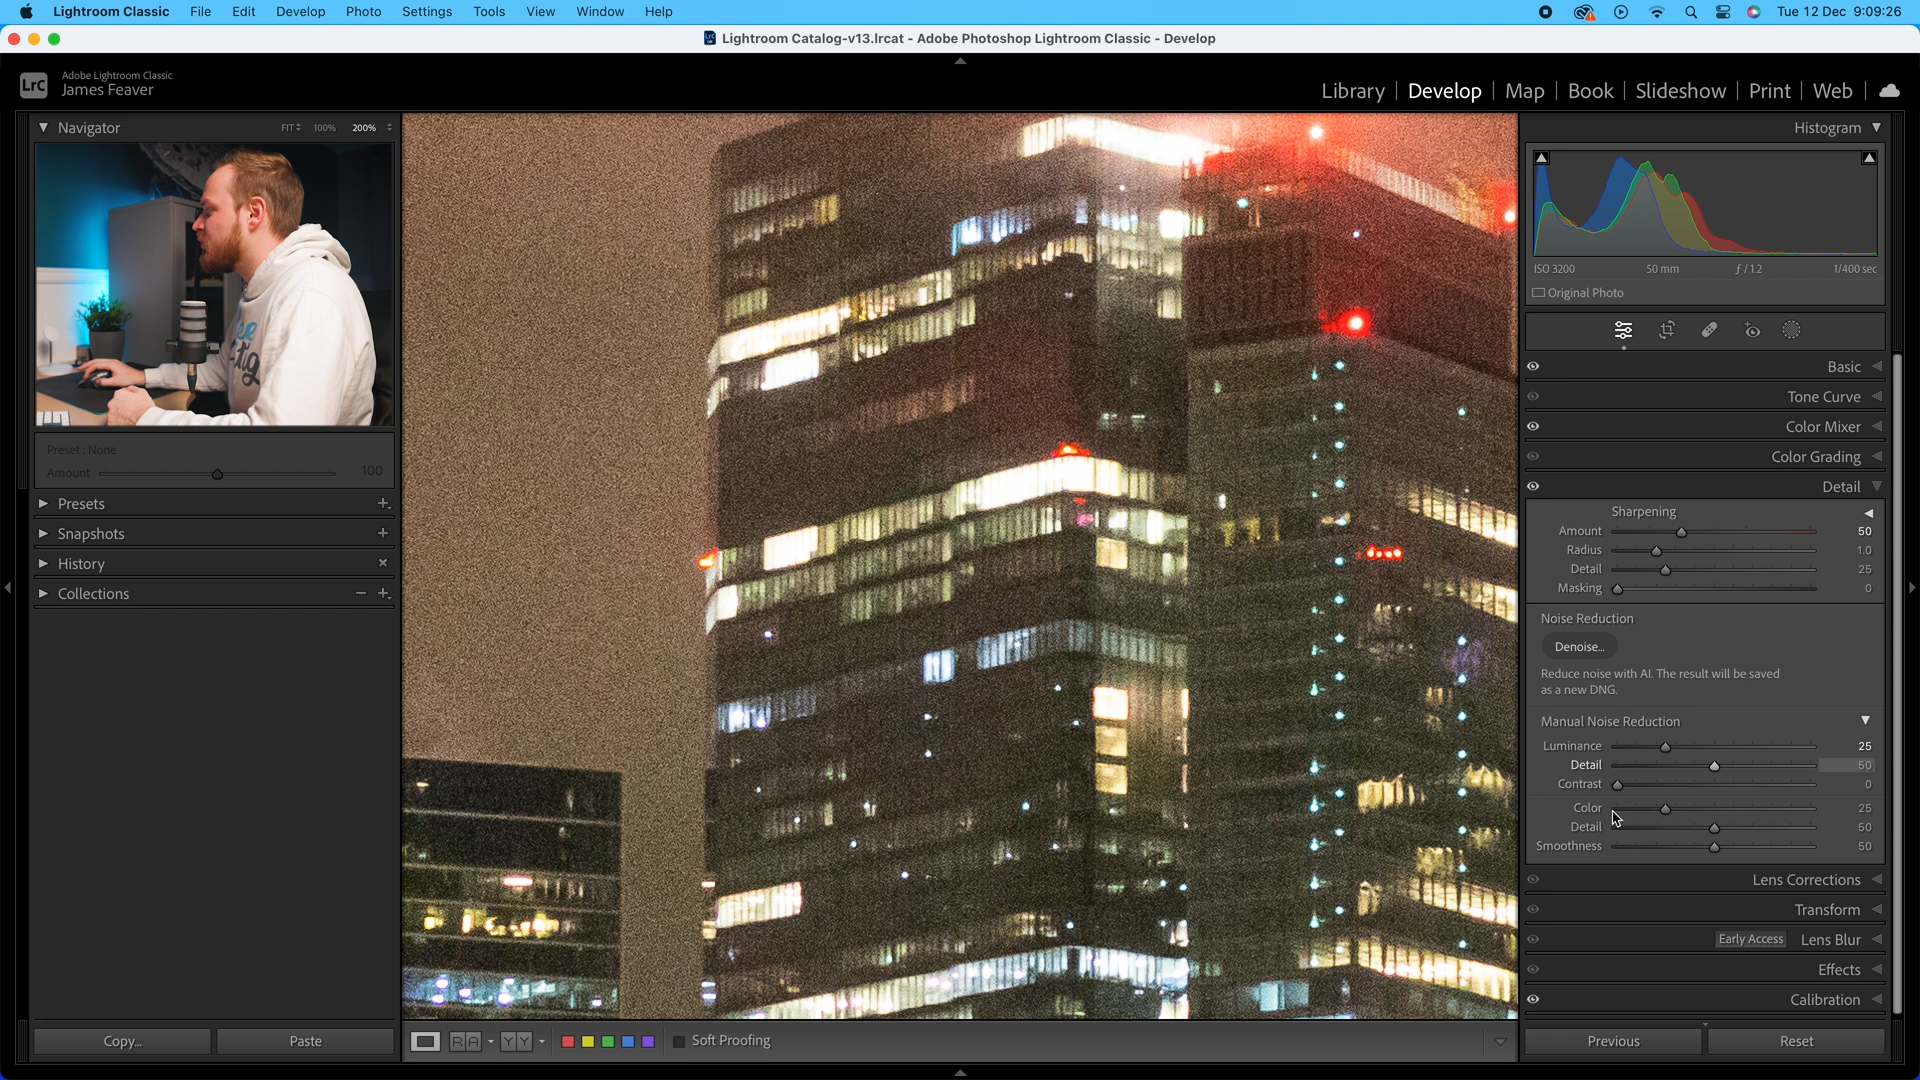 Lightroom Classic File Edit Develop Photo Settings Tools View Window Help Tue 12 Dec 9:09:26
Lightroom Catalog-v13.lrcat - Adobe Photoshop Lightroom Classic - Develop
LrC Adobe Lightroom Classic
James Feaver
Library Develop Map Book Slideshow Print Web
Navigator FIT 100% 200%
Preset : None
Amount 100
Presets
Snapshots
History
Collections
Copy... Paste
RA YY Soft Proofing
Histogram
ISO 3200 50 mm ƒ / 1.2 1/400 sec
Original Photo
Basic
Tone Curve
Color Mixer
Color Grading
Detail
Sharpening
Amount 50
Radius 1.0
Detail 25
Masking 0
Noise Reduction
Denoise...
Reduce noise with AI. The result will be saved
as a new DNG.
Manual Noise Reduction
Luminance 25
Detail 50
Contrast 0
Color 25
Detail 50
Smoothness 50
Lens Corrections
Transform
Early Access Lens Blur
Effects
Calibration
Previous Reset